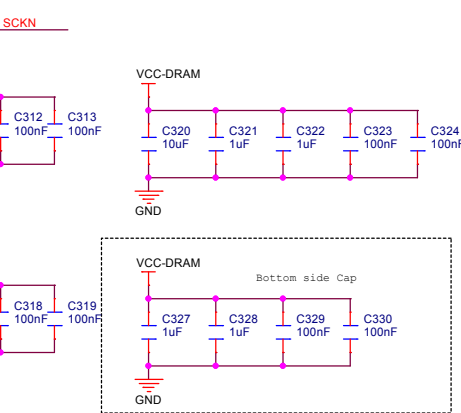 SCKN
VCC-DRAM
C312
100nF
C313
100nF
C320
10uF
C321
1uF
C322
1uF
C323
100nF
C324
100nF
GND
VCC-DRAM
Bottom side Cap
C318
100nF
C319
100nF
C327
1uF
C328
1uF
C329
100nF
C330
100nF
GND